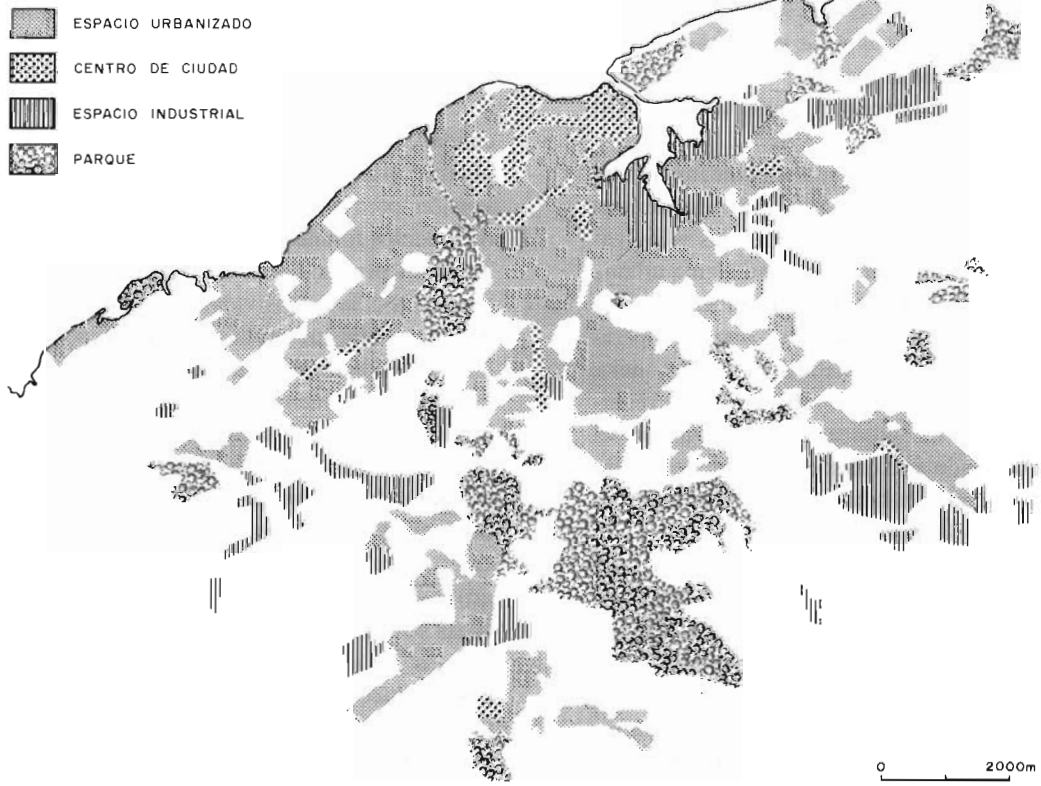 ESPACIO URBANIZADO
CENTRO DE CIUDAD
ESPACIO INDUSTRIAL
PARQUE
0 2000m